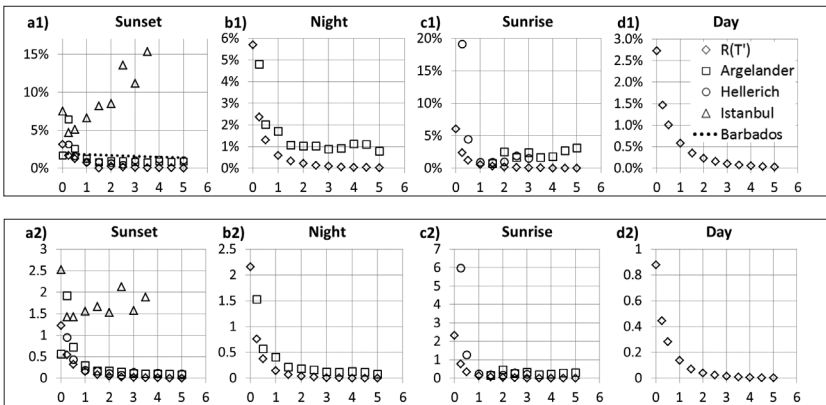 a1) Sunset
15%
10%
5%
0%
0 1 2 3 4 5 6
b1) Night
6%
5%
4%
3%
2%
1%
0%
0 1 2 3 4 5 6
c1) Sunrise
20%
15%
10%
5%
0%
0 1 2 3 4 5 6
d1) Day
3.0%
2.5%
2.0%
1.5%
1.0%
0.5%
0.0%
0 1 2 3 4 5 6
R(T')
Argelander
Hellerich
Istanbul
Barbados
a2) Sunset
3
2.5
2
1.5
1
0.5
0
0 1 2 3 4 5 6
b2) Night
2.5
2
1.5
1
0.5
0
0 1 2 3 4 5 6
c2) Sunrise
7
6
5
4
3
2
1
0
0 1 2 3 4 5 6
d2) Day
1
0.8
0.6
0.4
0.2
0
0 1 2 3 4 5 6